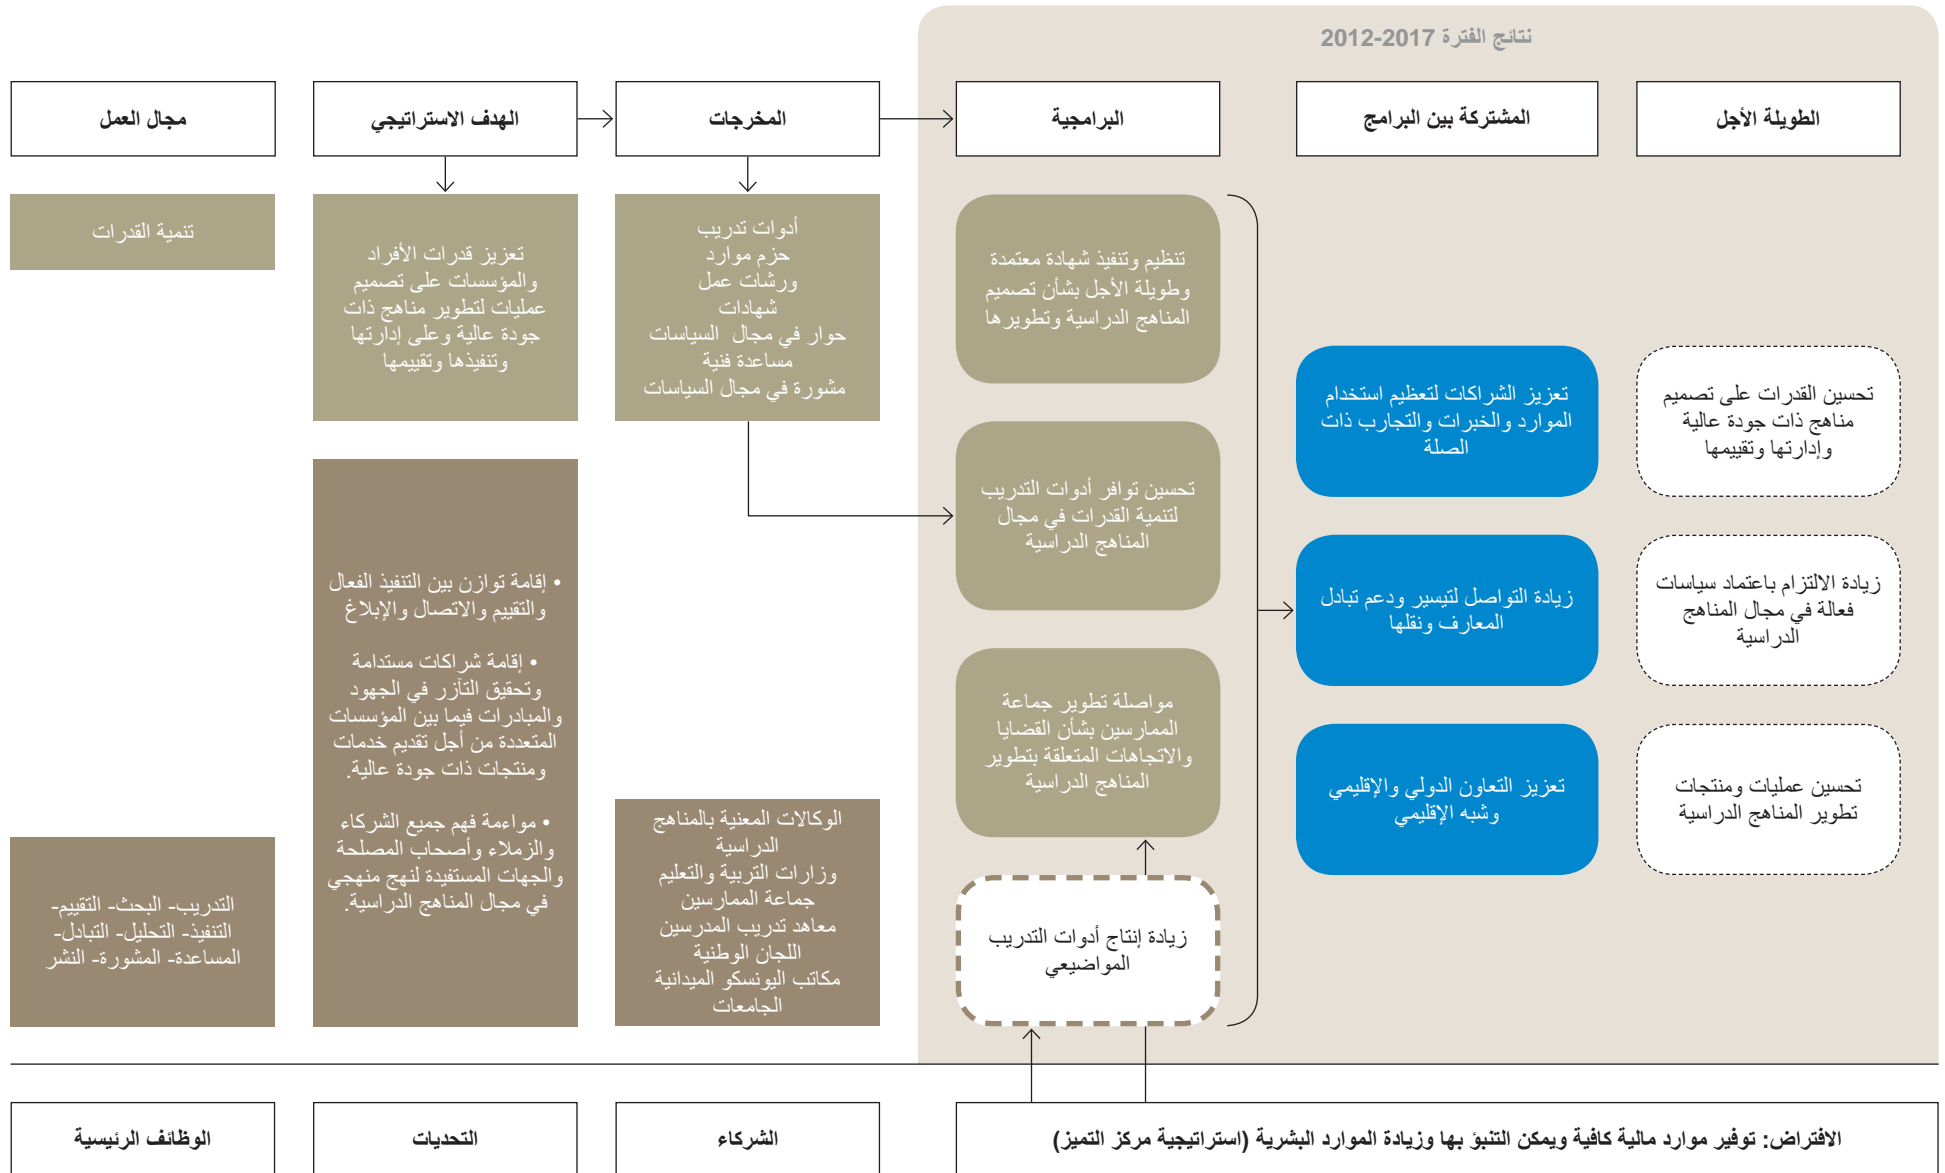 نتائج الفترة 2012-2017
مجال العمل
الهدف الاستراتيجي
المخرجات
البرامجية
المشتركة بين البرامج
الطويلة الأجل
تنمية القدرات
تعزيز قدرات الأفراد
والمؤسسات على تصميم
عمليات لتطوير مناهج ذات
جودة عالية وعلى إدارتها
وتنفيذها وتقييمها
أدوات تدريب
حزم موارد
ورشات عمل
شهادات
حوار في مجال السياسات
مساعدة فنية
مشورة في مجال السياسات
تنظيم وتنفيذ شهادة معتمدة
وطويلة الأجل بشأن تصميم
المناهج الدراسية وتطويرها
تحسين توافر أدوات التدريب
لتنمية القدرات في مجال
المناهج الدراسية
مواصلة تطوير جماعة
الممارسين بشأن القضايا
والاتجاهات المتعلقة بتطوير
المناهج الدراسية
زيادة إنتاج أدوات التدريب
المواضيعي
تعزيز الشراكات لتعظيم استخدام
الموارد والخبرات والتجارب ذات
الصلة
زيادة التواصل لتيسير ودعم تبادل
المعارف ونقلها
تعزيز التعاون الدولي والإقليمي
وشبه الإقليمي
تحسين القدرات على تصميم
مناهج ذات جودة عالية
وإدارتها وتقييمها
زيادة الالتزام باعتماد سياسات
فعالة في مجال المناهج
الدراسية
تحسين عمليات ومنتجات
تطوير المناهج الدراسية
التدريب- البحث- التقييم-
التنفيذ- التحليل- التبادل-
المساعدة- المشورة- النشر
• إقامة توازن بين التنفيذ الفعال
والتقييم والاتصال والإبلاغ
• إقامة شراكات مستدامة
وتحقيق التآزر في الجهود
والمبادرات فيما بين المؤسسات
المتعددة من أجل تقديم خدمات
ومنتجات ذات جودة عالية.
• مواءمة فهم جميع الشركاء
والزملاء وأصحاب المصلحة
والجهات المستفيدة لنهج منهجي
في مجال المناهج الدراسية.
الوكالات المعنية بالمناهج
الدراسية
وزارات التربية والتعليم
جماعة الممارسين
معاهد تدريب المدرسين
اللجان الوطنية
مكاتب اليونسكو الميدانية
الجامعات
الوظائف الرئيسية
التحديات
الشركاء
الافتراض: توفير موارد مالية كافية ويمكن التنبؤ بها وزيادة الموارد البشرية (استراتيجية مركز التميز)